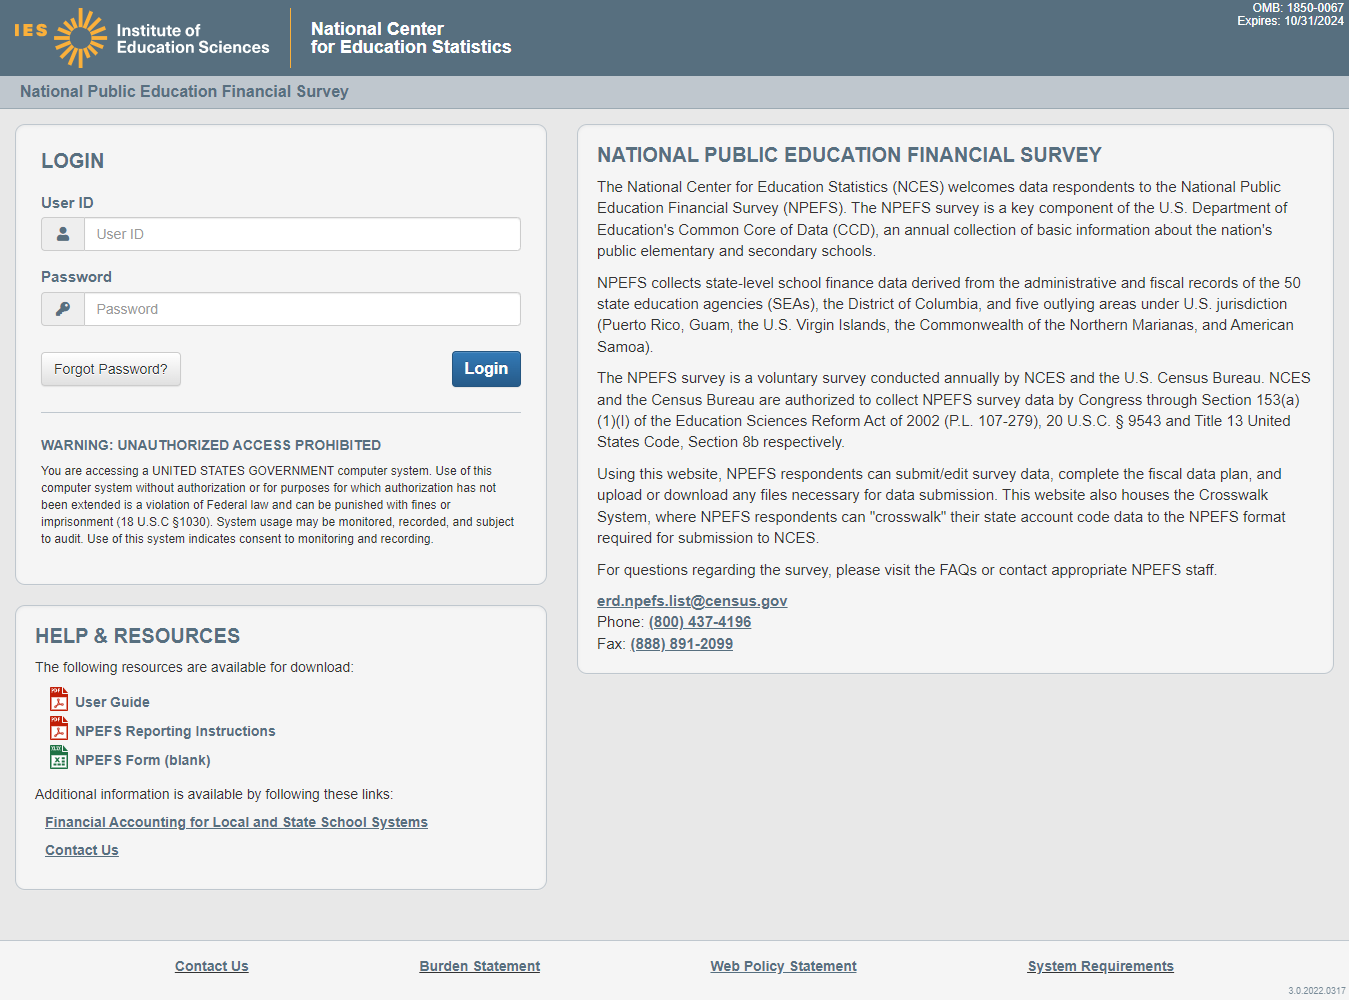 OMB: 1850-0067
Expires: 10/31/2024
IES
Institute of
Education Sciences
National Center
for Education Statistics
National Public Education Financial Survey
LOGIN
User ID
User ID
Password
Password
Forgot Password?
Login
WARNING: UNAUTHORIZED ACCESS PROHIBITED
You are accessing a UNITED STATES GOVERNMENT computer system. Use of this
computer system without authorization or for purposes for which authorization has not
been extended is a violation of Federal law and can be punished with fines or
imprisonment (18 U.S.C §1030). System usage may be monitored, recorded, and subject
to audit. Use of this system indicates consent to monitoring and recording.
HELP & RESOURCES
The following resources are available for download:
PDF
User Guide
PDF
NPEFS Reporting Instructions
XLSX
NPEFS Form (blank)
Additional information is available by following these links:
Financial Accounting for Local and State School Systems
Contact Us
NATIONAL PUBLIC EDUCATION FINANCIAL SURVEY
The National Center for Education Statistics (NCES) welcomes data respondents to the National Public
Education Financial Survey (NPEFS). The NPEFS survey is a key component of the U.S. Department of
Education's Common Core of Data (CCD), an annual collection of basic information about the nation's
public elementary and secondary schools.
NPEFS collects state-level school finance data derived from the administrative and fiscal records of the 50
state education agencies (SEAs), the District of Columbia, and five outlying areas under U.S. jurisdiction
(Puerto Rico, Guam, the U.S. Virgin Islands, the Commonwealth of the Northern Marianas, and American
Samoa).
The NPEFS survey is a voluntary survey conducted annually by NCES and the U.S. Census Bureau. NCES
and the Census Bureau are authorized to collect NPEFS survey data by Congress through Section 153(a)
(1)(I) of the Education Sciences Reform Act of 2002 (P.L. 107-279), 20 U.S.C. § 9543 and Title 13 United
States Code, Section 8b respectively.
Using this website, NPEFS respondents can submit/edit survey data, complete the fiscal data plan, and
upload or download any files necessary for data submission. This website also houses the Crosswalk
System, where NPEFS respondents can "crosswalk" their state account code data to the NPEFS format
required for submission to NCES.
For questions regarding the survey, please visit the FAQs or contact appropriate NPEFS staff.
erd.npefs.list@census.gov
Phone: (800) 437-4196
Fax: (888) 891-2099
Contact Us
Burden Statement
Web Policy Statement
System Requirements
3.0.2022.0317